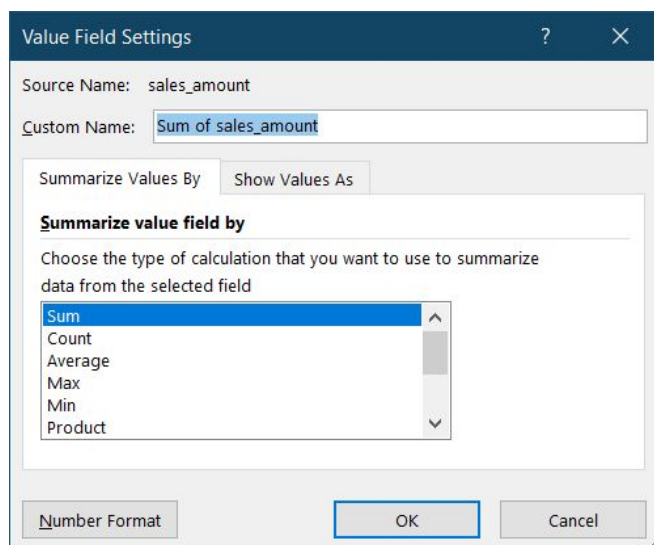 Value Field Settings ? ×
Source Name: sales_amount
Custom Name: Sum of sales_amount
Summarize Values By Show Values As
Summarize value field by
Choose the type of calculation that you want to use to summarize
data from the selected field
Sum
Count
Average
Max
Min
Product
Number Format OK Cancel